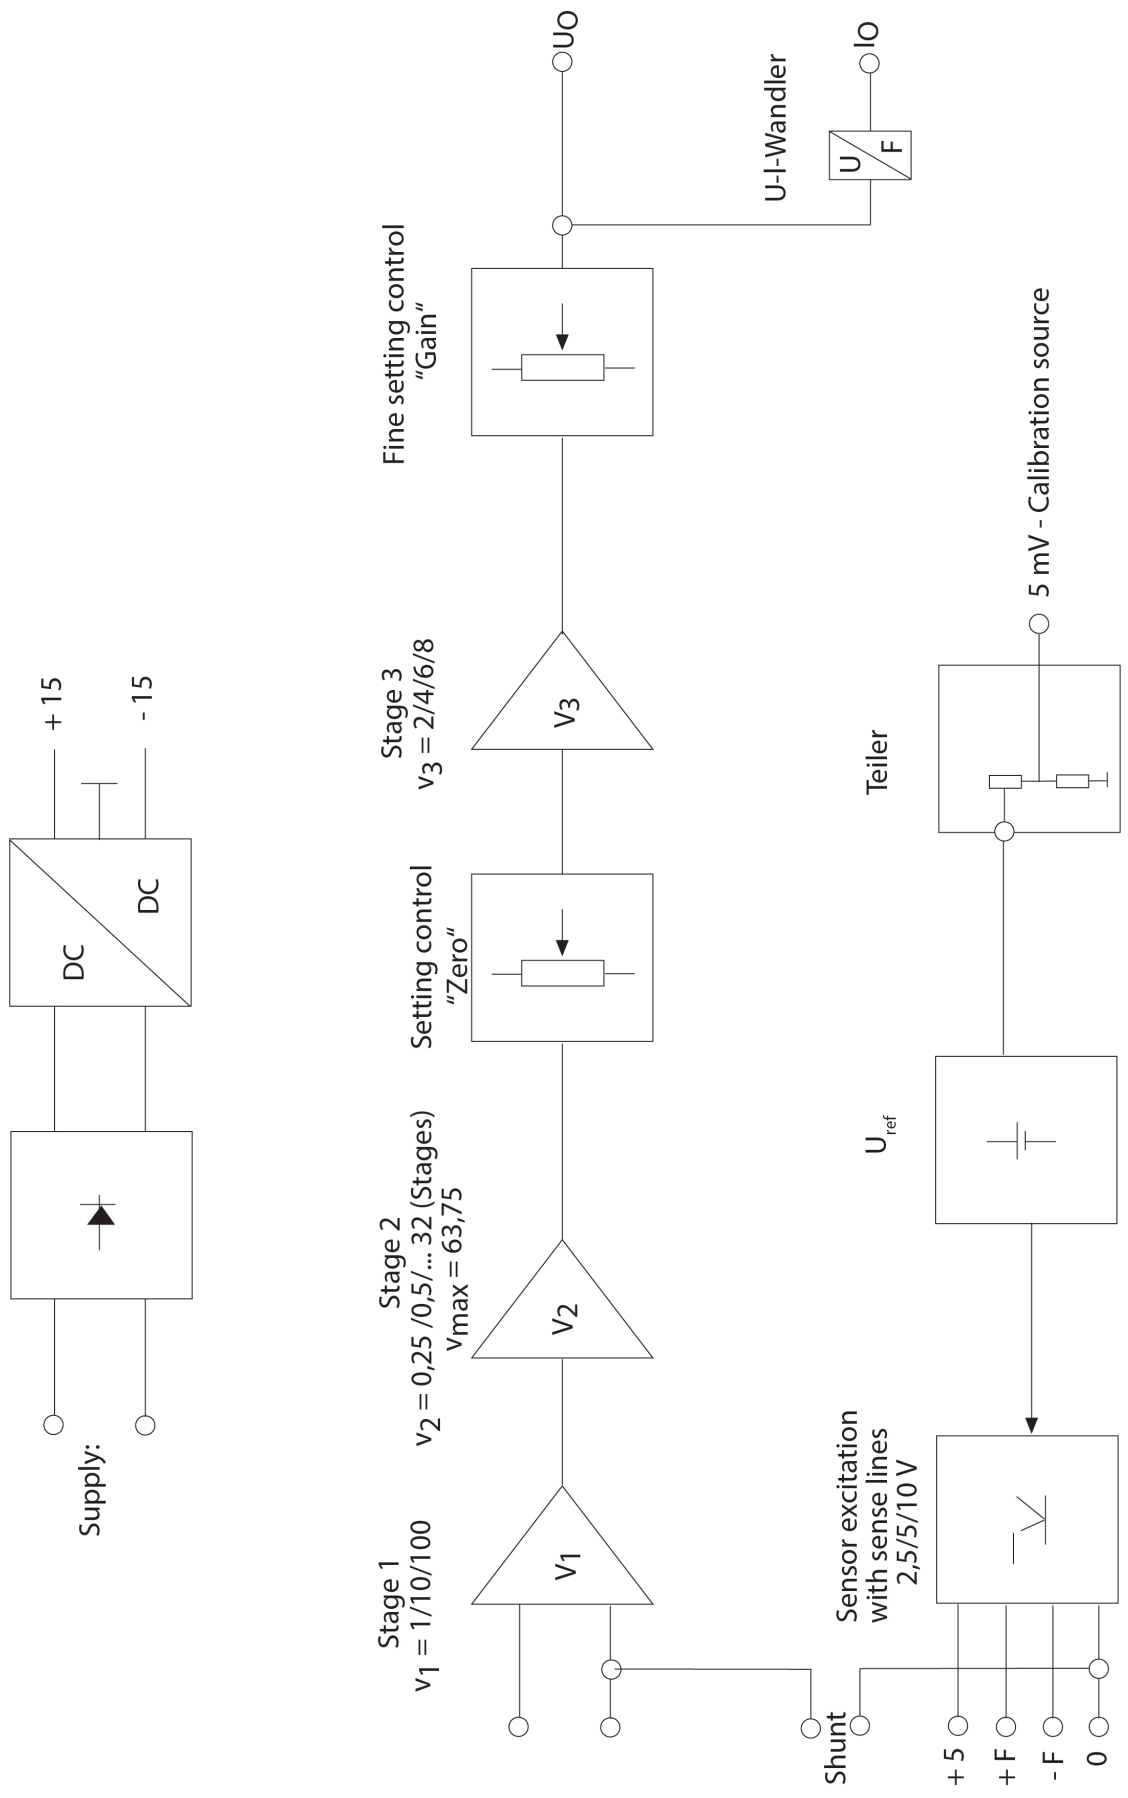 Supply:
DC
DC
+ 15
- 15
Stage 1
v1 = 1/10/100
V1
Stage 2
v2 = 0,25 /0,5/... 32 (Stages)
vmax = 63,75
V2
Setting control
“Zero“
Stage 3
v3 = 2/4/6/8
V3
Fine setting control
“Gain“
UO
U-I-Wandler
U
F
IO
Shunt
Sensor excitation
with sense lines
2,5/5/10 V
+ 5
+ F
- F
0
Uref
Teiler
5 mV - Calibration source